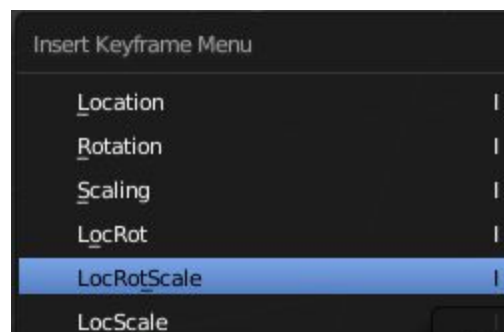 Insert Keyframe Menu
Location I
Rotation I
Scaling I
LocRot I
LocRotScale I
LocScale